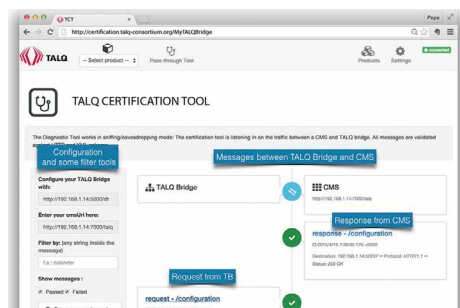 TCT
Pepa
http://certification.talq-consortium.org/MyTALQBridge
TALQ
-- Select product --
Pass-through Test
Products
Settings
connected
TALQ CERTIFICATION TOOL
The Diagnostic Tool works in sniffing/eavesdropping mode: The certification tool is listening in on the traffic between a CMS and TALQ bridge. All messages are validated
Configuration
and some filter tools
Messages between TALQ Bridge and CMS
Configure your TALQ Bridge
with:
http://192.168.1.14:5000/dt
TALQ Bridge
CMS
http://192.168.1.14:7000/talq
Enter your cmsUrl here:
http://192.168.1.14:7000/talq
Response from CMS
response - /configuration
Filter by: (any string inside the
message)
f.e.: calendar
Protocol: HTTP/1.1
Status: 200 OK
Show messages :
Passed
Failed
Request from TB
request - /configuration